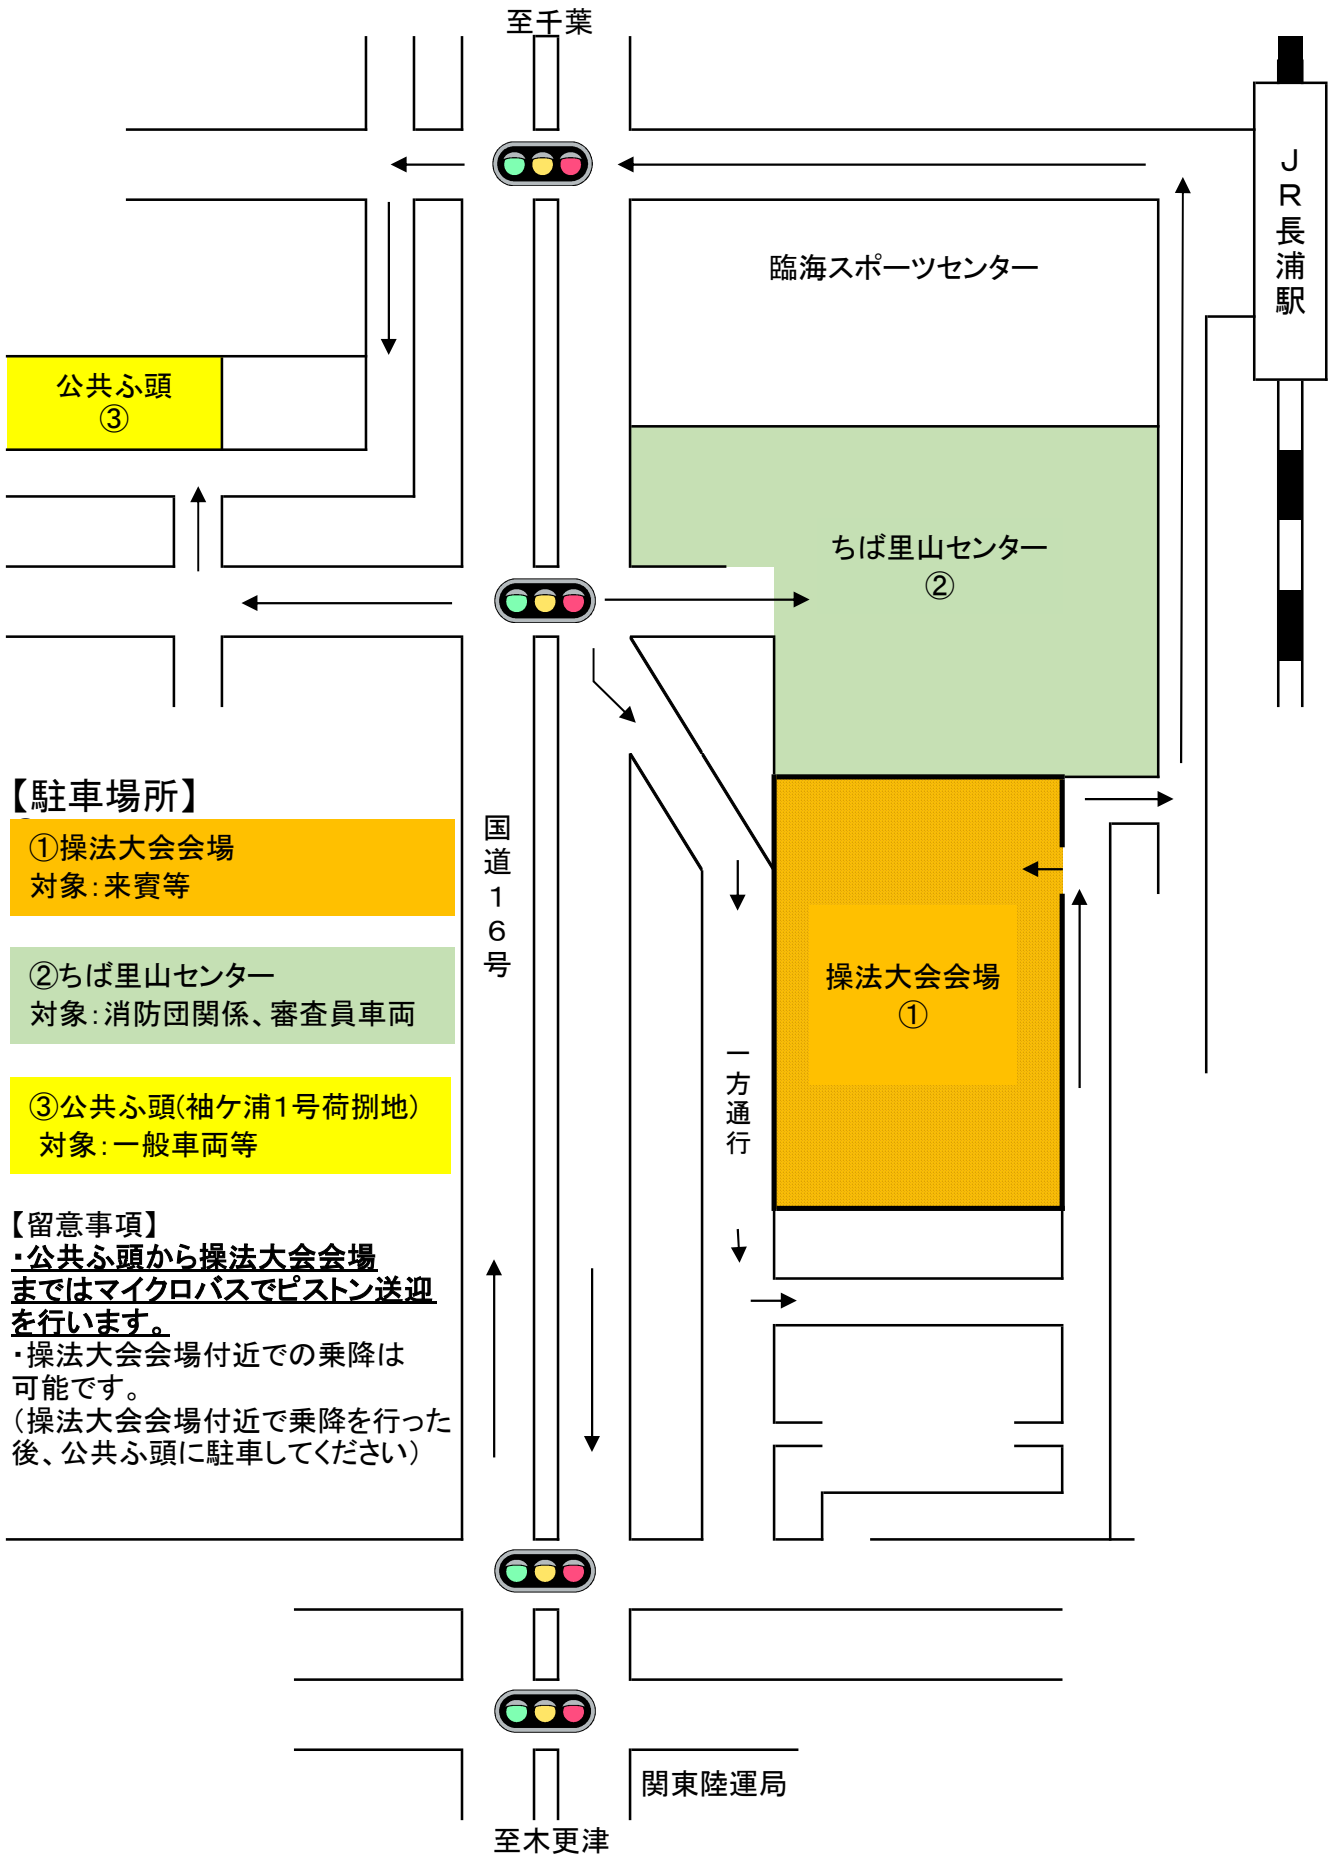 至千葉
JR長浦駅
臨海スポーツセンター
公共ふ頭
③
ちば里山センター
②
【駐車場所】
①操法大会会場
対象：来賓等
②ちば里山センター
対象：消防団関係、審査員車両
③公共ふ頭(袖ケ浦１号荷捌地)
対象：一般車両等
国道１６号
操法大会会場
①
一方通行
【留意事項】
・公共ふ頭から操法大会会場
まではマイクロバスでピストン送迎
を行います。
・操法大会会場付近での乗降は
可能です。
（操法大会会場付近で乗降を行った
後、公共ふ頭に駐車してください）
関東陸運局
至木更津